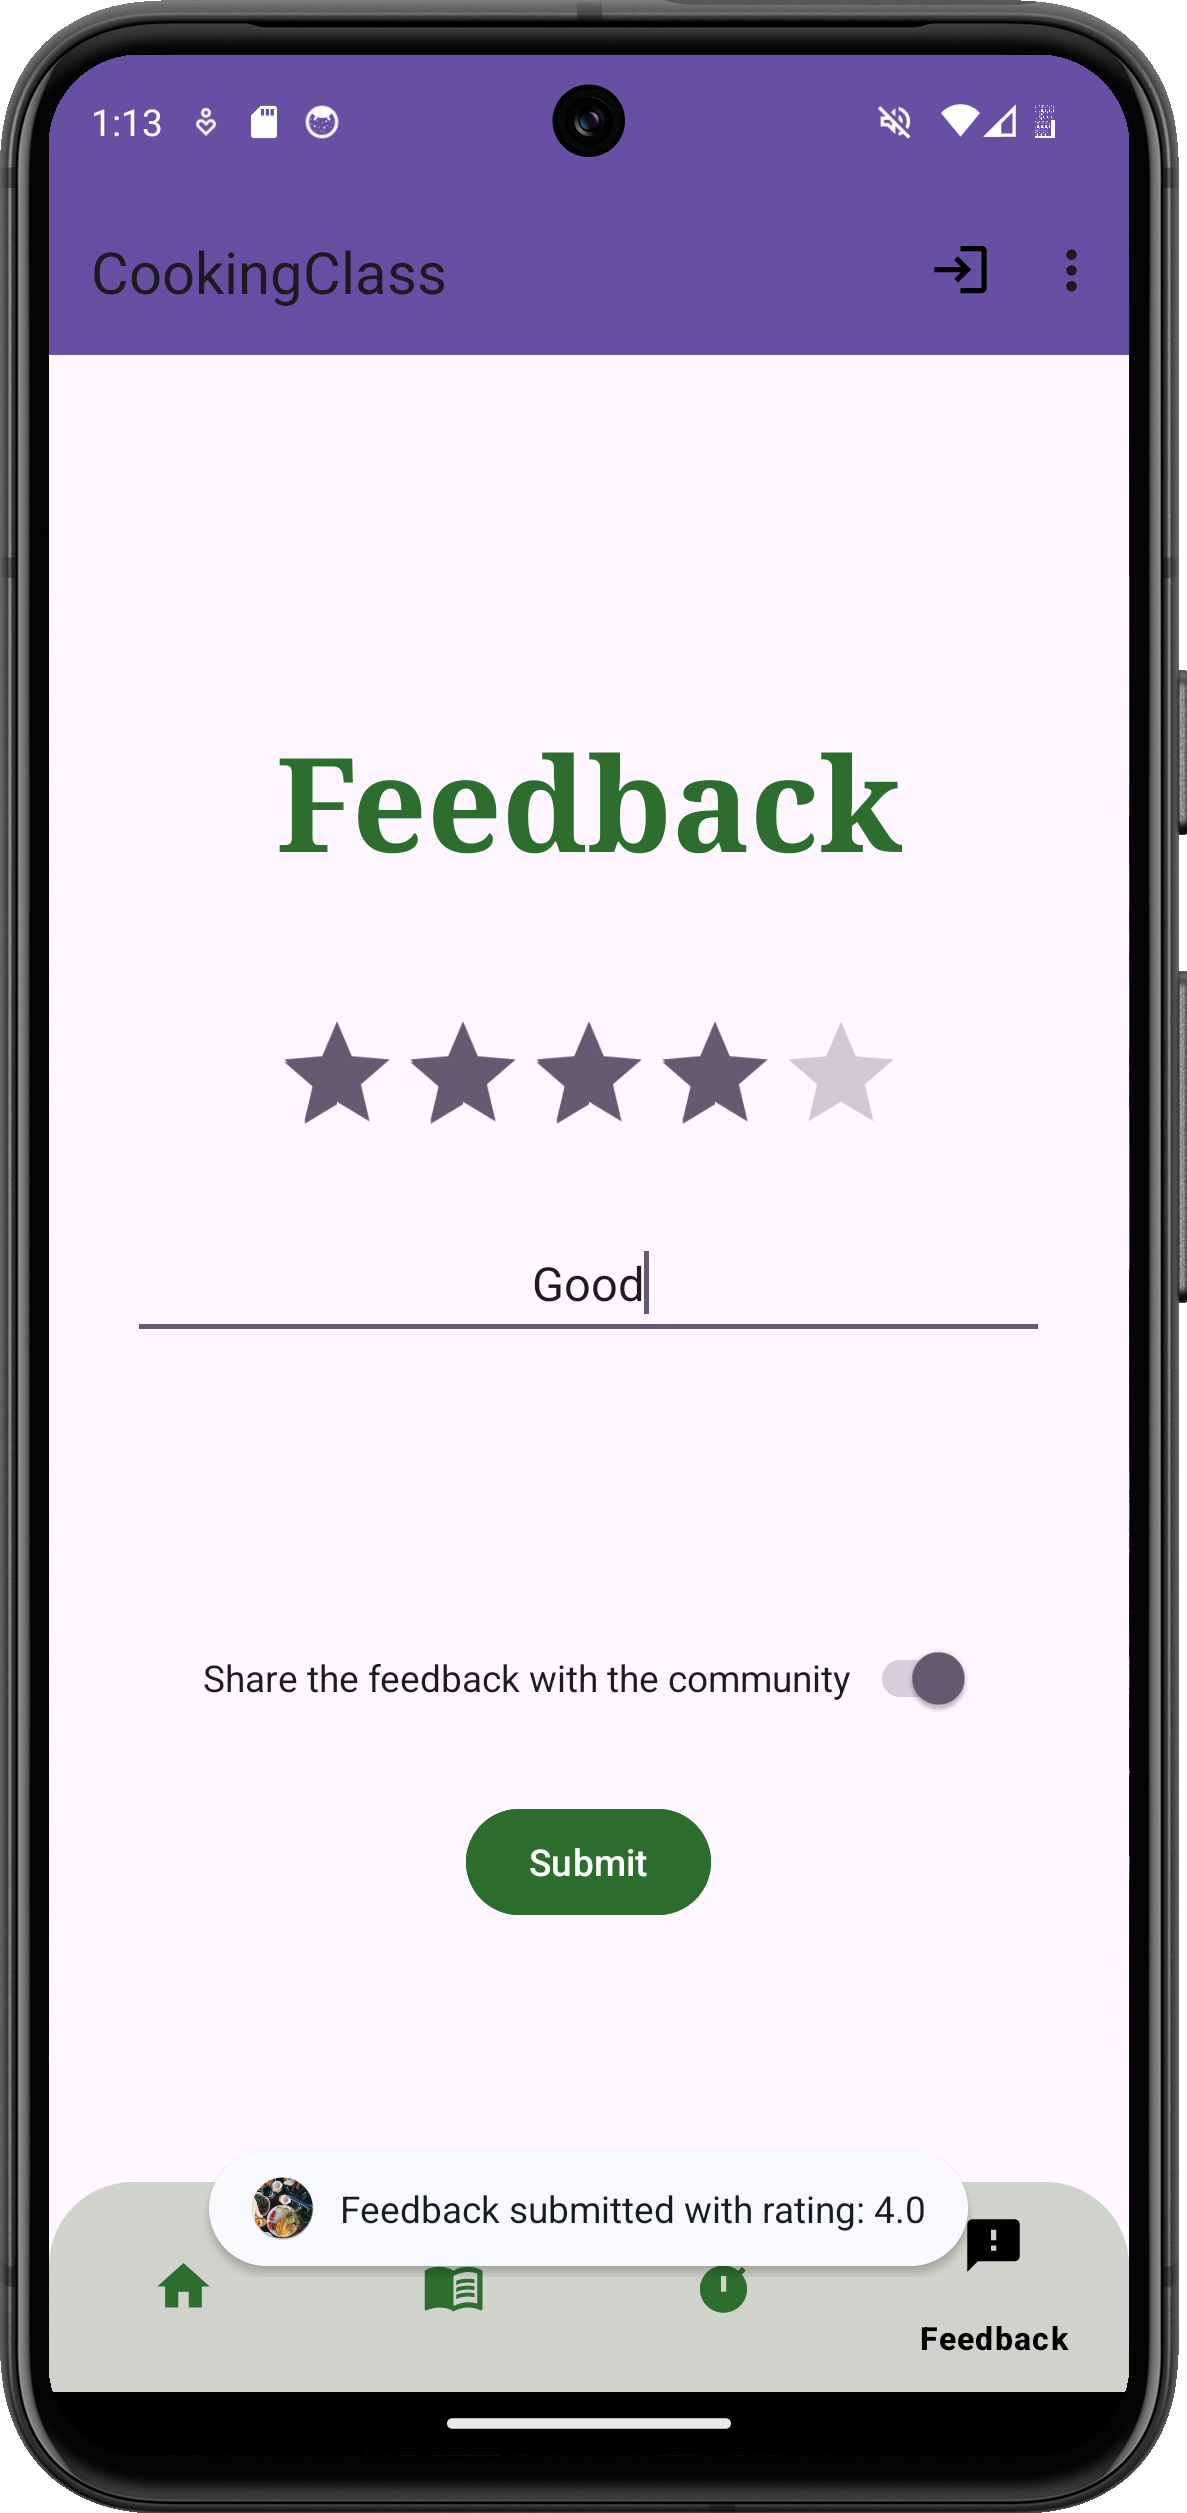 1:13
CookingClass
Feedback
Good
Share the feedback with the community
Submit
Feedback submitted with rating: 4.0
Feedback